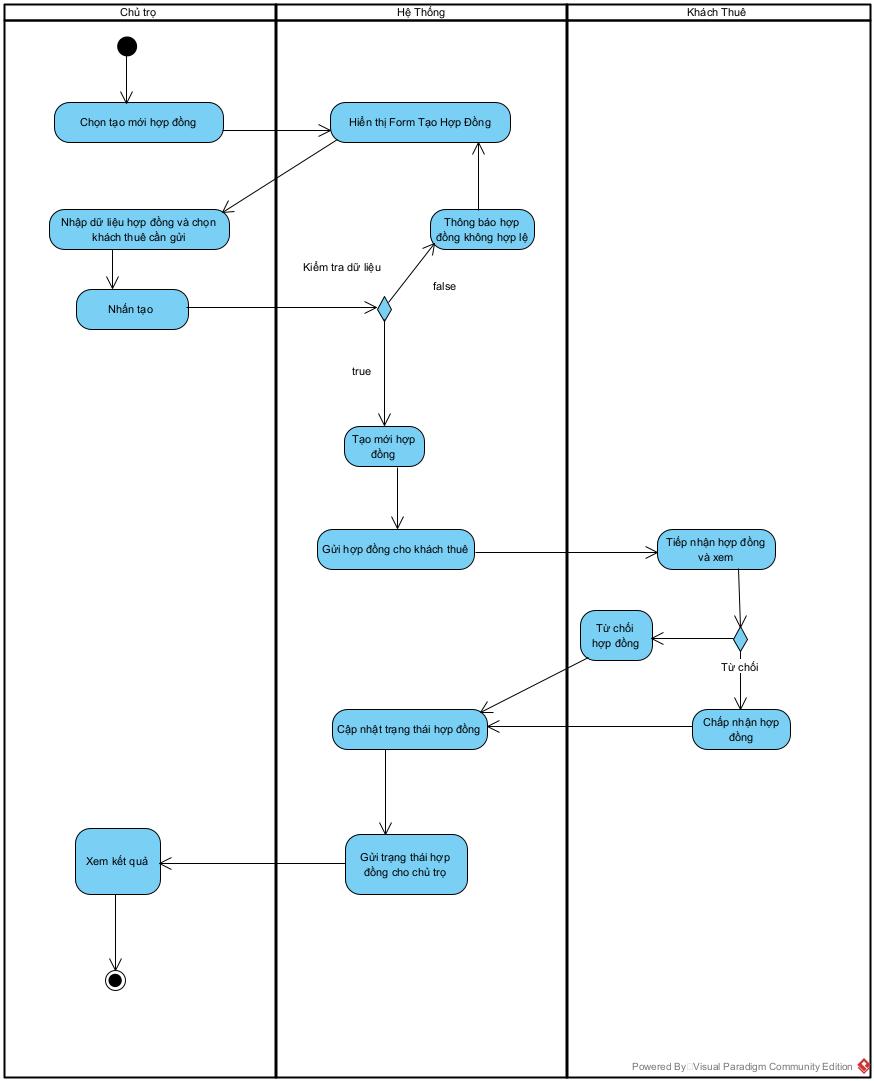 Chủ trọ
Hệ Thống
Khách Thuê
Chọn tạo mới hợp đồng
Hiển thị Form Tạo Hợp Đồng
Nhập dữ liệu hợp đồng và chọn
khách thuê cần gửi
Thông báo hợp
đồng không hợp lệ
Kiểm tra dữ liệu
false
Nhấn tạo
true
Tạo mới hợp
đồng
Gửi hợp đồng cho khách thuê
Tiếp nhận hợp đồng
và xem
Từ chối
hợp đồng
Từ chối
Cập nhật trạng thái hợp đồng
Chấp nhận hợp
đồng
Xem kết quả
Gửi trạng thái hợp
đồng cho chủ trọ
Powered By Visual Paradigm Community Edition